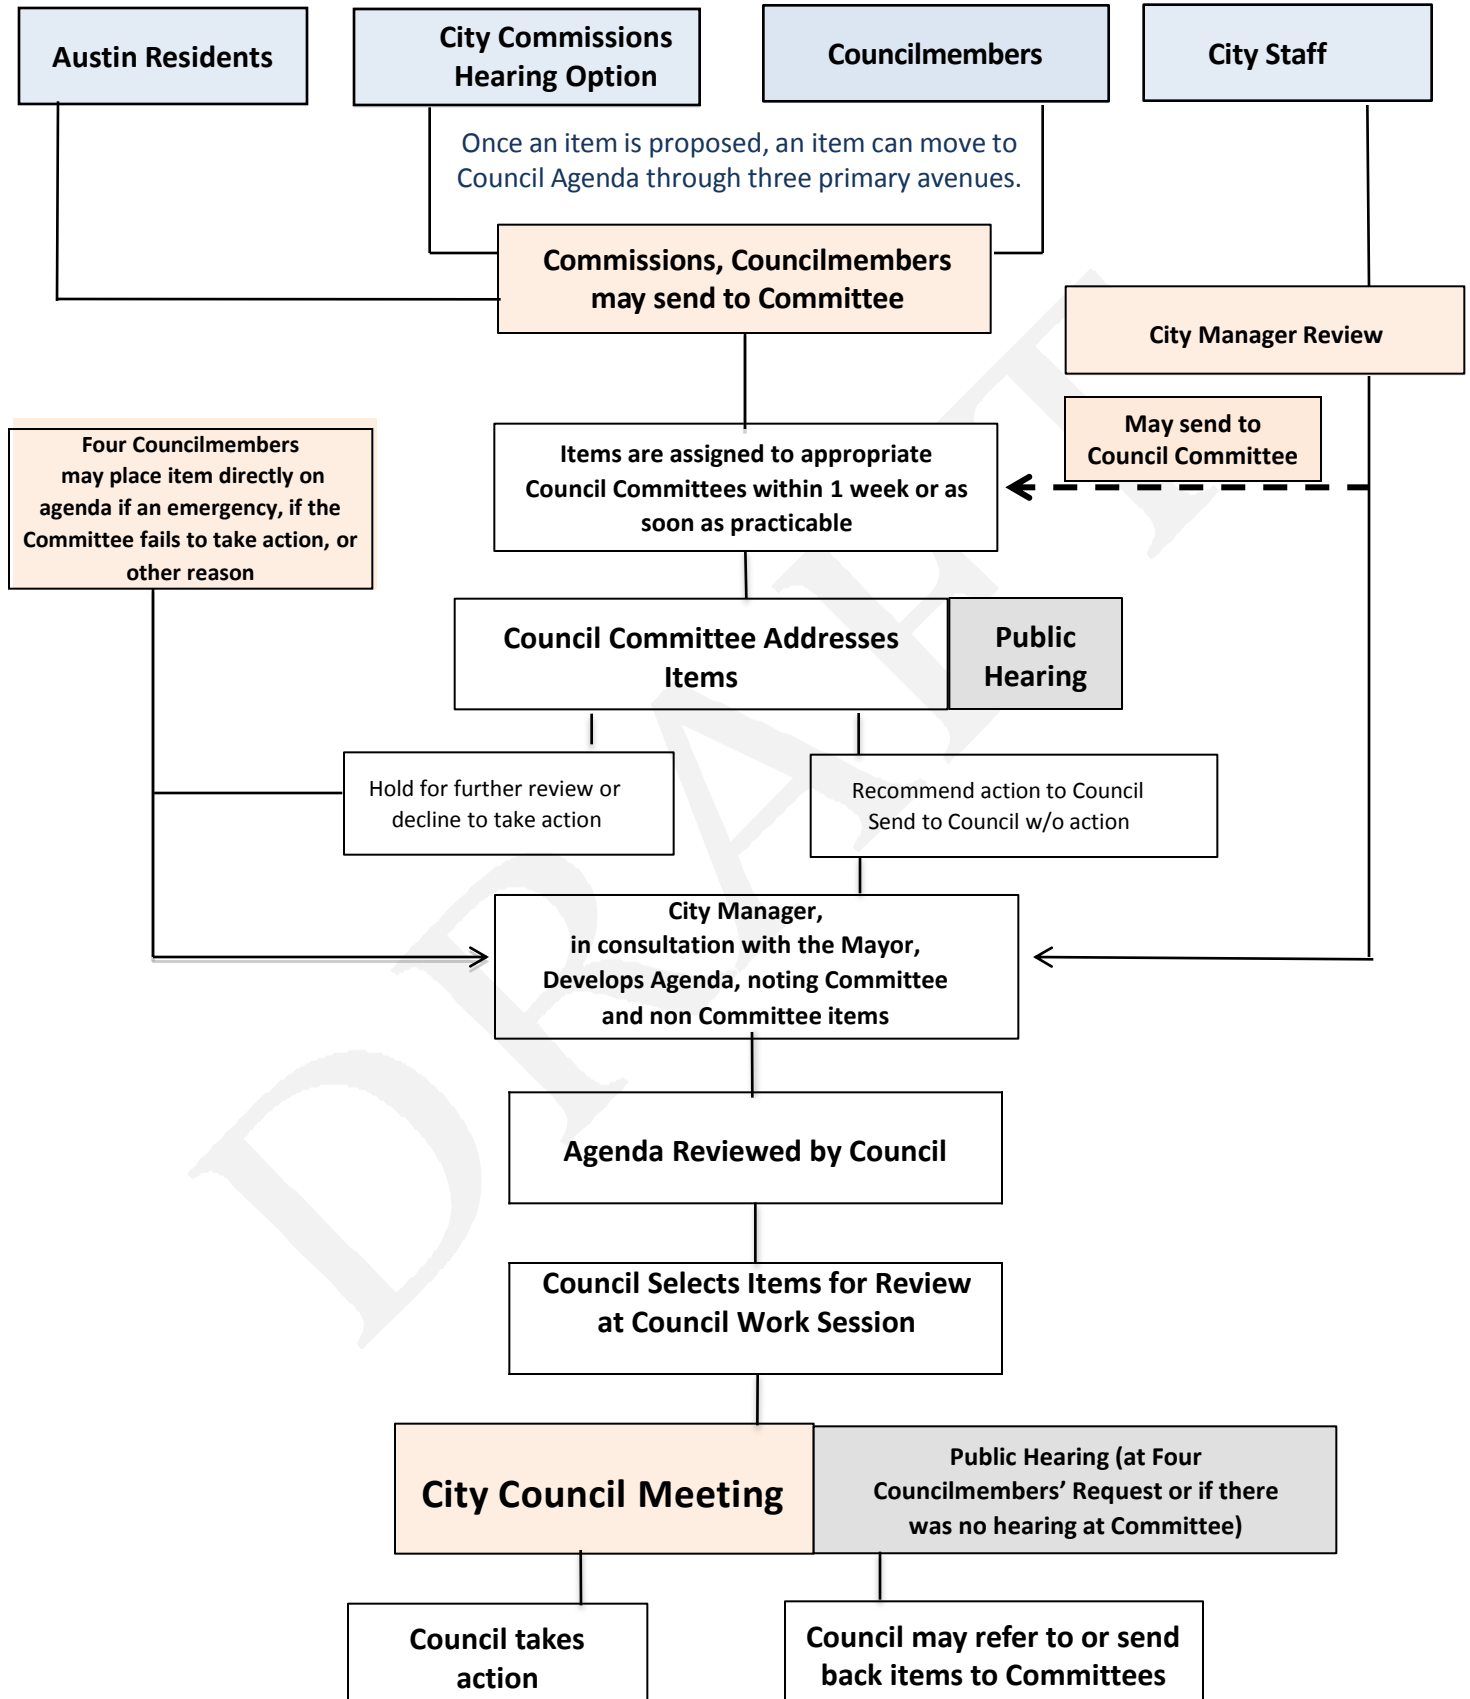 Austin Residents
City Commissions
Hearing Option
Councilmembers
City Staff
Once an item is proposed, an item can move to
Council Agenda through three primary avenues.
Commissions, Councilmembers
may send to Committee
City Manager Review
May send to
Council Committee
Four Councilmembers
may place item directly on
agenda if an emergency, if the
Committee fails to take action, or
other reason
Items are assigned to appropriate
Council Committees within 1 week or as
soon as practicable
Council Committee Addresses
Items
Public
Hearing
Hold for further review or
decline to take action
Recommend action to Council
Send to Council w/o action
City Manager,
in consultation with the Mayor,
Develops Agenda, noting Committee
and non Committee items
Agenda Reviewed by Council
Council Selects Items for Review
at Council Work Session
City Council Meeting
Public Hearing (at Four
Councilmembers’ Request or if there
was no hearing at Committee)
Council takes
action
Council may refer to or send
back items to Committees
DRAFT